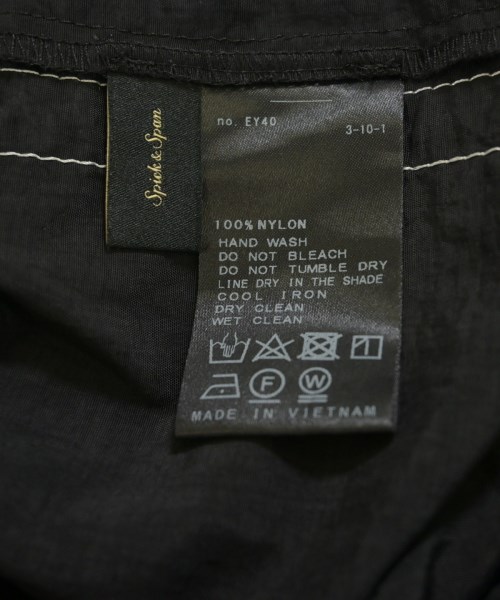 Spick & Span
no. EY40
3-10-1
100% NYLON
HAND WASH
DO NOT BLEACH
DO NOT TUMBLE DRY
LINE DRY IN THE SHADE
COOL IRON
DRY CLEAN
WET CLEAN
F W
MADE IN VIETNAM